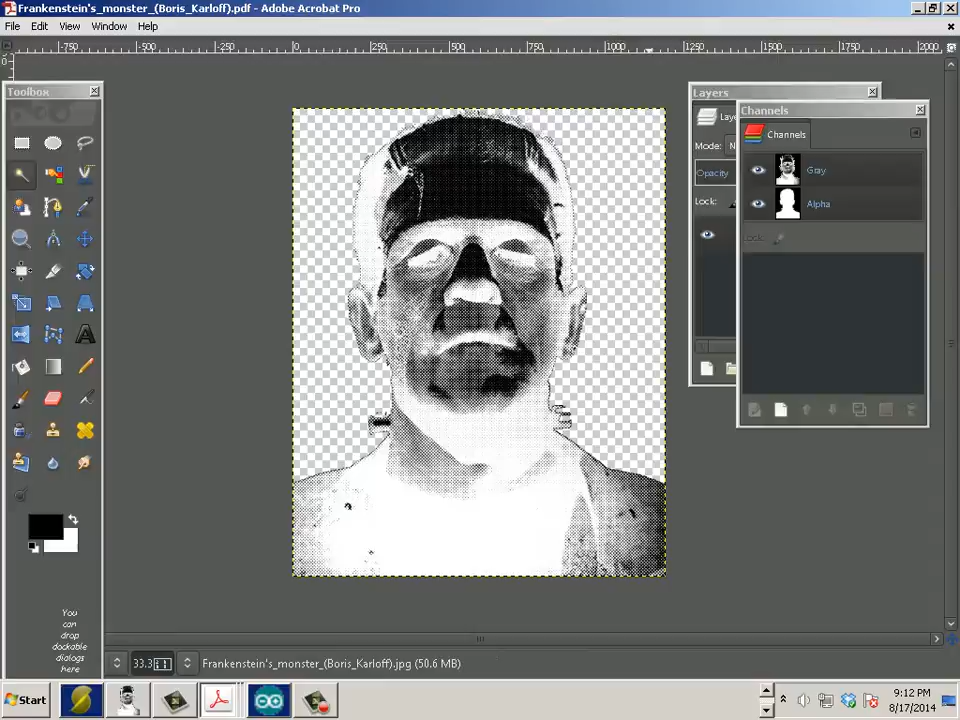 Frankenstein's_monster_(Boris_Karloff).pdf - Adobe Acrobat Pro
File Edit View Window Help
-750 -500 -250 0 250 500 750 1000 1250 1500 1750 2000
Toolbox
Layers
Mode: N
Opacity
Lock:
Channels
Channels
Gray
Alpha
Lock:
You
can
drop
dockable
dialogs
here
33.3
Frankenstein's_monster_(Boris_Karloff).jpg (50.6 MB)
Start
9:12 PM
8/17/2014